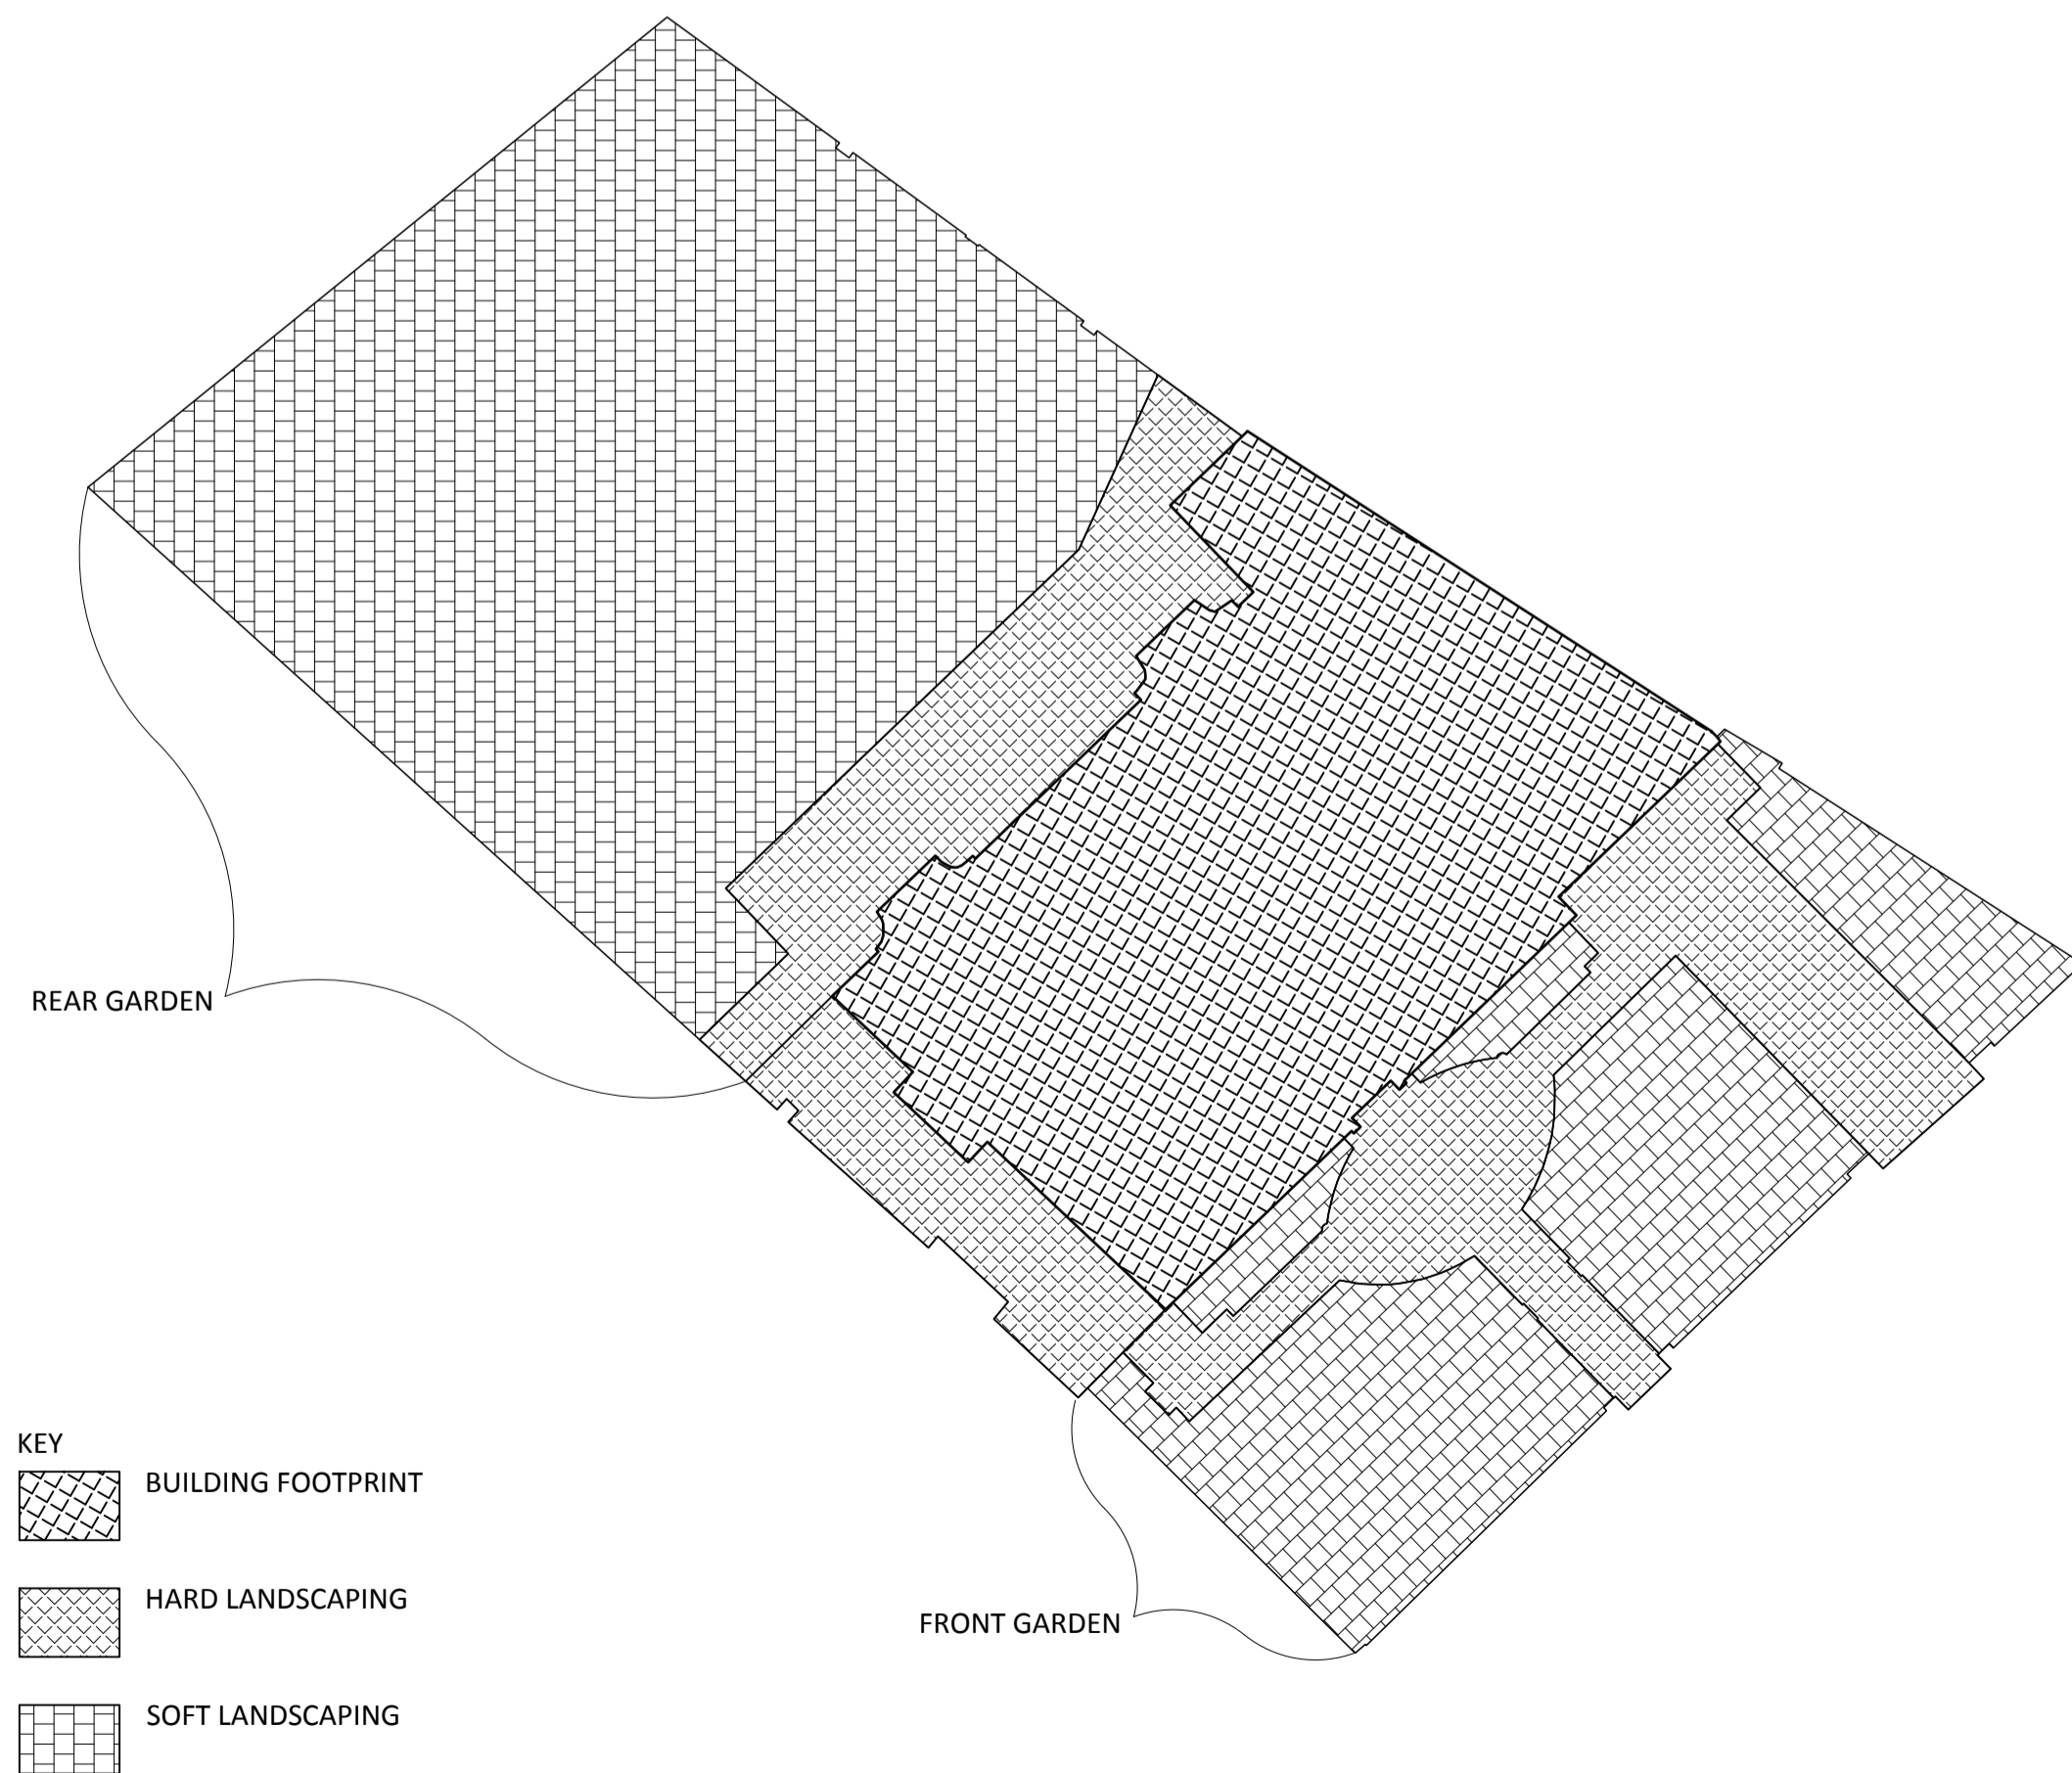 REAR GARDEN
KEY
BUILDING FOOTPRINT
HARD LANDSCAPING
FRONT GARDEN
SOFT LANDSCAPING